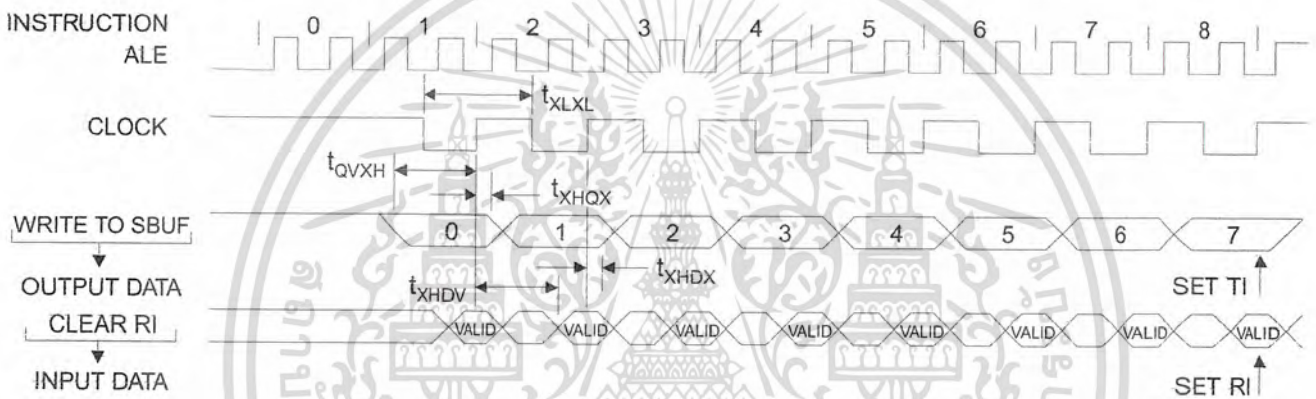 INSTRUCTION 0 1 2 3 4 5 6 7 8
ALE
tXLXL
CLOCK
tQVXH
tXHQX
WRITE TO SBUF 0 1 2 3 4 5 6 7
tXHDX
OUTPUT DATA
tXHDV
SET TI
CLEAR RI VALID VALID VALID VALID VALID VALID VALID VALID
INPUT DATA
SET RI